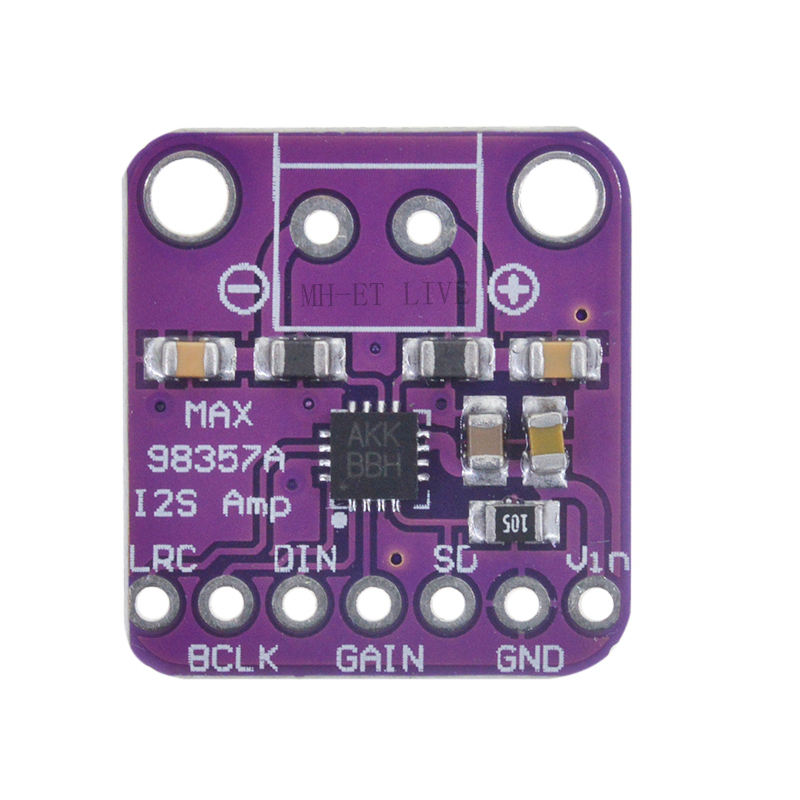 MH-ET LIVE
MAX
98357A
I2S Amp
AKK
BBH
105
LRC DIN SD Vin
BCLK GAIN GND